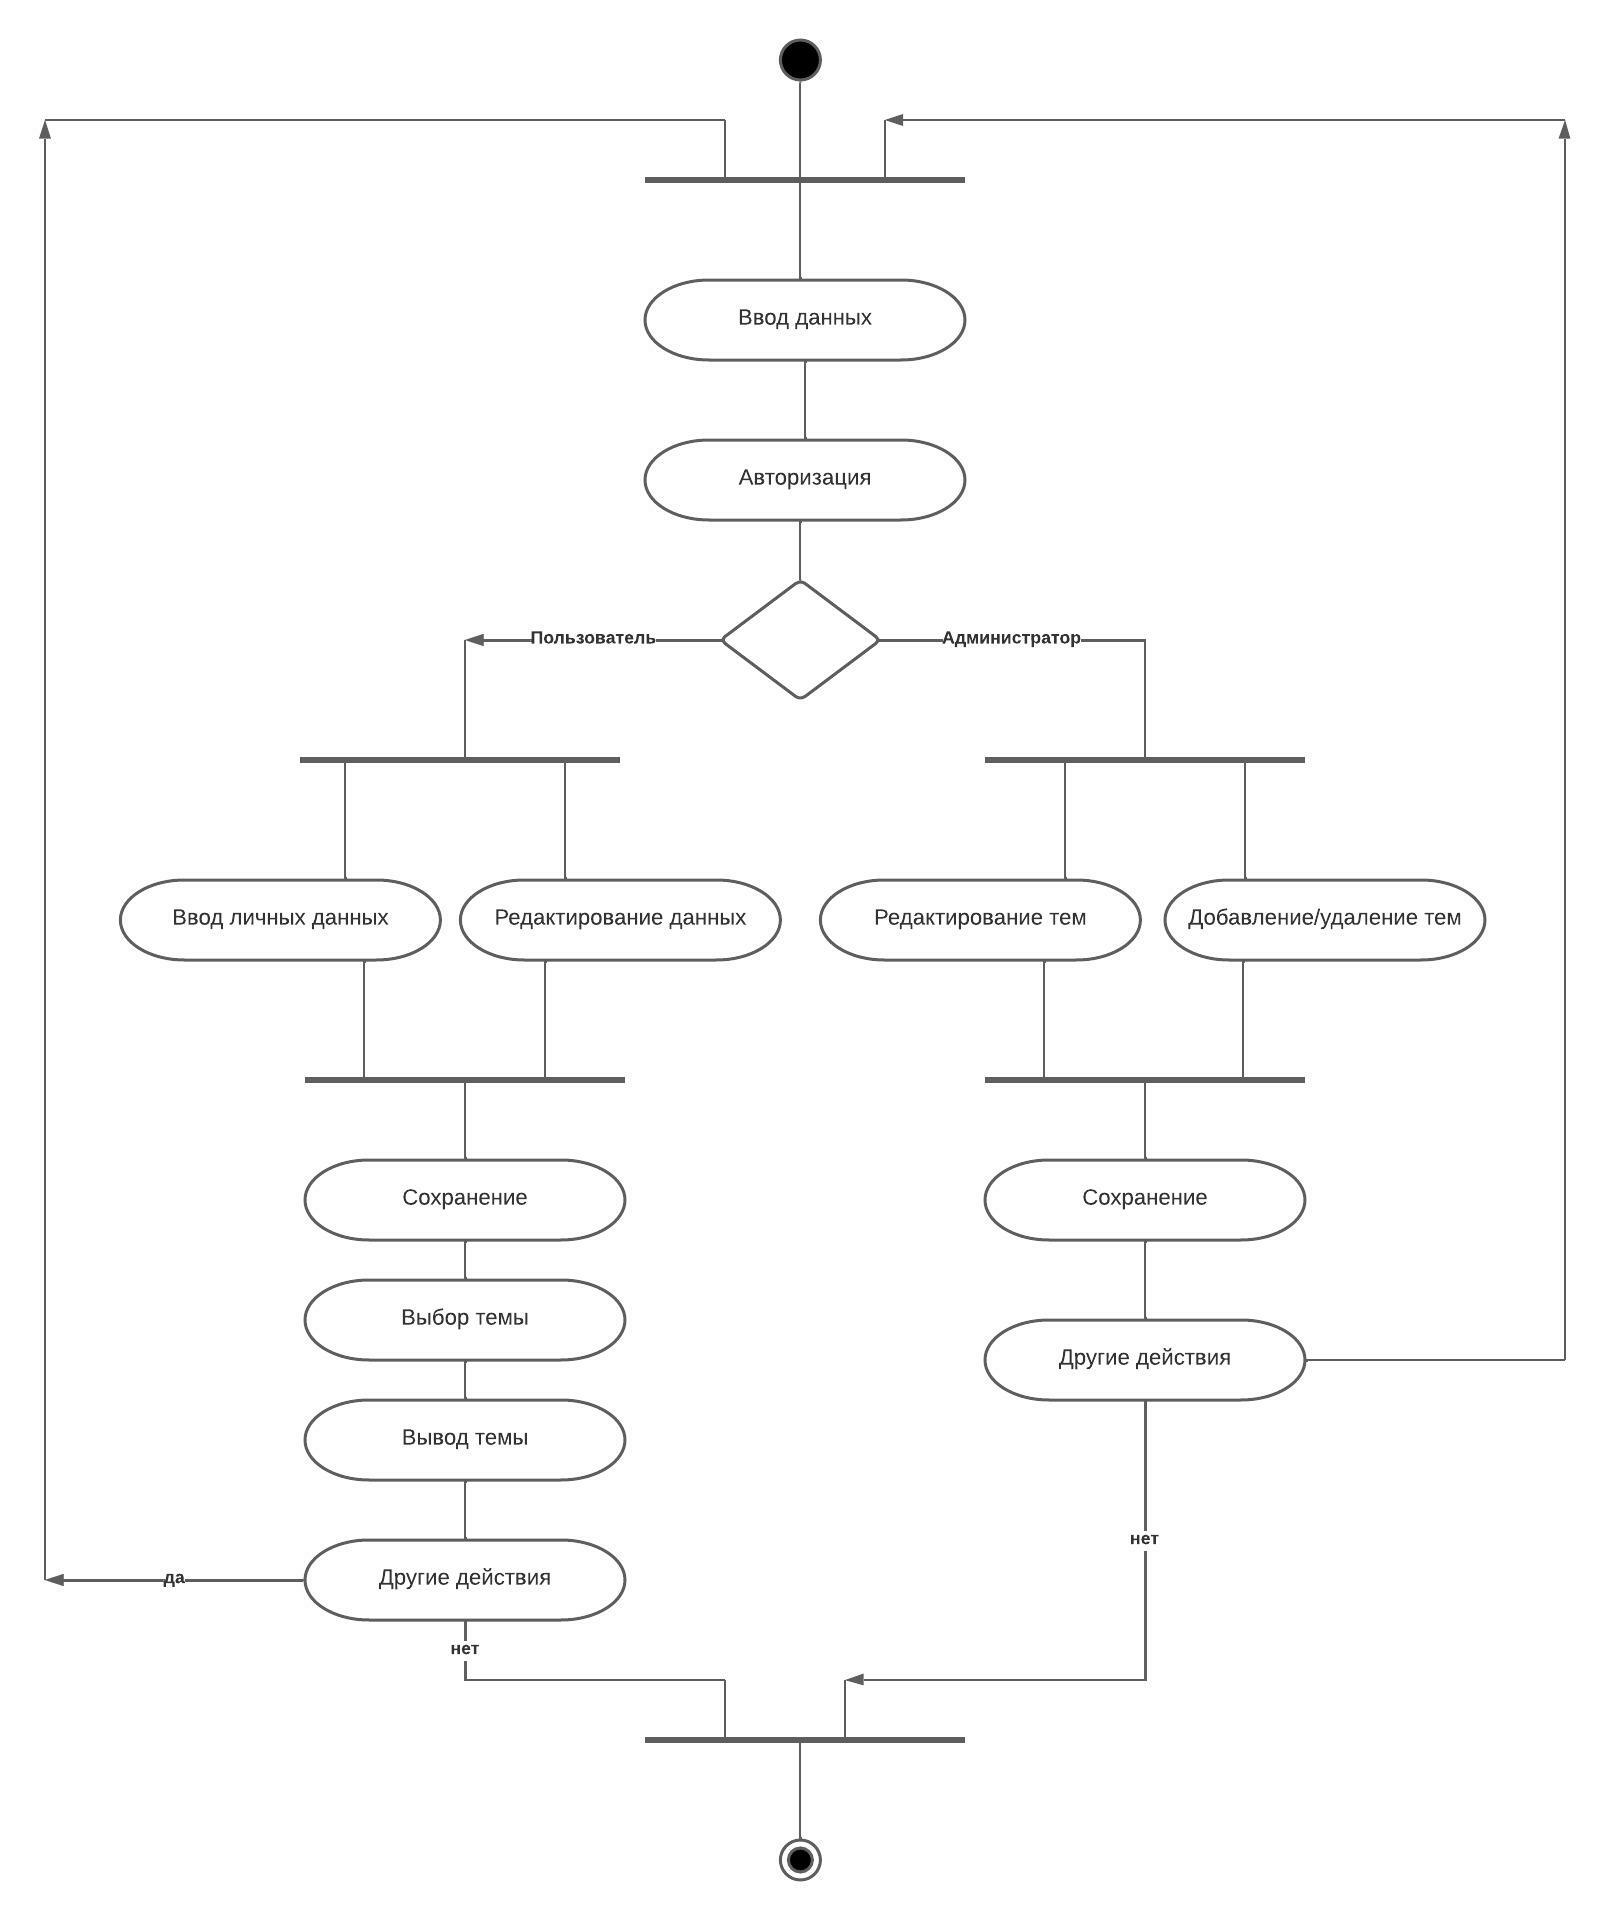 Ввод данных
Авторизация
Пользователь
Администратор
Ввод личных данных
Редактирование данных
Редактирование тем
Добавление/удаление тем
Сохранение
Сохранение
Выбор темы
Другие действия
Вывод темы
нет
Другие действия
да
нет